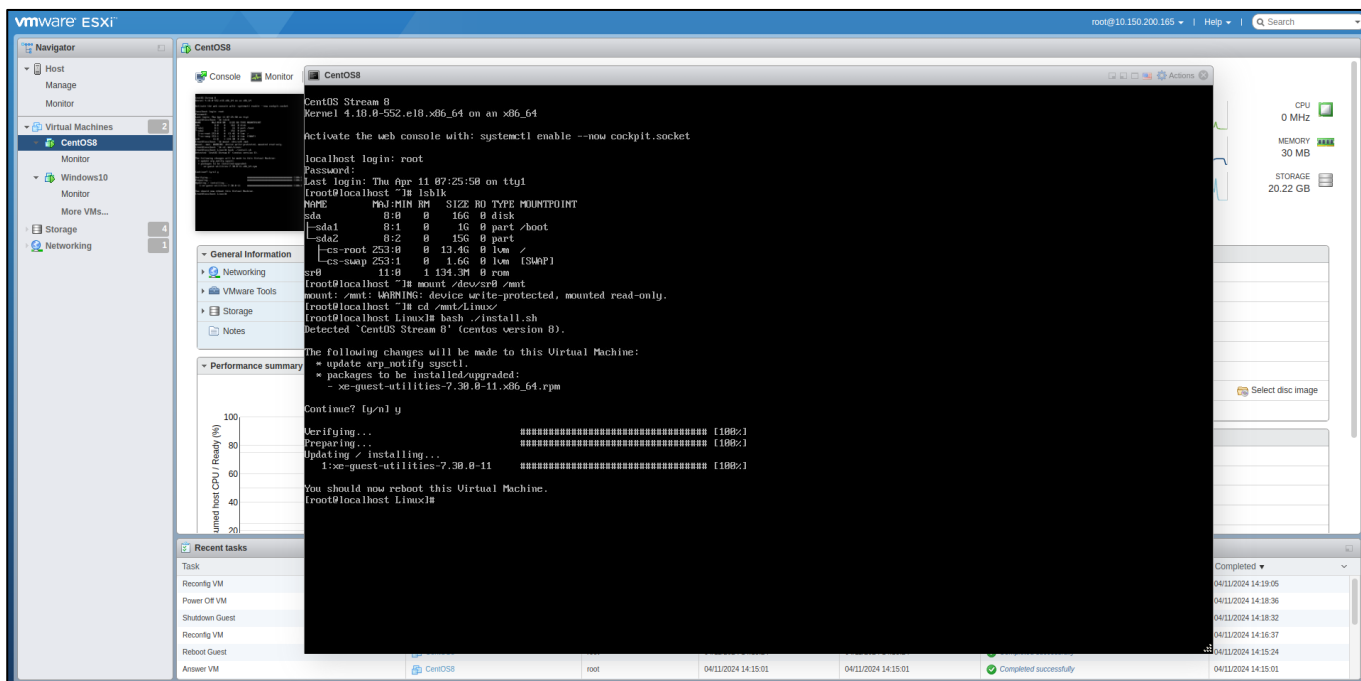 vmware ESXi
root@10.150.200.165 | Help | Search
Navigator
Host
Manage
Monitor
Virtual Machines 2
CentOS8
Monitor
Windows10
Monitor
More VMs...
Storage 4
Networking 1
CentOS8
Console Monitor
General Information
Networking
VMware Tools
Storage
Notes
Performance summary
100
80
60
40
20
umed host CPU / Ready (%)
CentOS8 Actions
CentOS Stream 8
Kernel 4.18.0-552.el8.x86_64 on an x86_64
Activate the web console with: systemctl enable --now cockpit.socket
localhost login: root
Password:
Last login: Thu Apr 11 07:25:50 on tty1
[root@localhost ~]# lsblk
NAME MAJ:MIN RM SIZE RO TYPE MOUNTPOINT
sda 8:0 0 16G 0 disk
├─sda1 8:1 0 1G 0 part /boot
└─sda2 8:2 0 15G 0 part
├─cs-root 253:0 0 13.4G 0 lvm /
└─cs-swap 253:1 0 1.6G 0 lvm [SWAP]
sr0 11:0 1 134.3M 0 rom
[root@localhost ~]# mount /dev/sr0 /mnt
mount: /mnt: WARNING: device write-protected, mounted read-only.
[root@localhost ~]# cd /mnt/Linux/
[root@localhost Linux]# bash ./install.sh
Detected `CentOS Stream 8' (centos version 8).
The following changes will be made to this Virtual Machine:
* update arp_notify sysctl.
* packages to be installed/upgraded:
- xe-guest-utilities-7.30.0-11.x86_64.rpm
Continue? [y/n] y
Verifying... ################################# [100%]
Preparing... ################################# [100%]
Updating / installing...
1:xe-guest-utilities-7.30.0-11 ################################# [100%]
You should now reboot this Virtual Machine.
[root@localhost Linux]#
CPU
0 MHz
MEMORY
30 MB
STORAGE
20.22 GB
Select disc image
Recent tasks
Task Completed
Reconfig VM 04/11/2024 14:19:05
Power Off VM 04/11/2024 14:18:36
Shutdown Guest 04/11/2024 14:18:32
Reconfig VM 04/11/2024 14:16:37
Reboot Guest 04/11/2024 14:15:24
Answer VM CentOS8 root 04/11/2024 14:15:01 04/11/2024 14:15:01 Completed successfully 04/11/2024 14:15:01